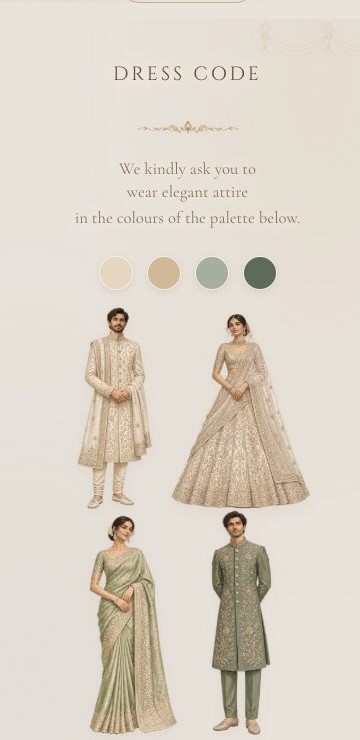 DRESS CODE
We kindly ask you to
wear elegant attire
in the colours of the palette below.